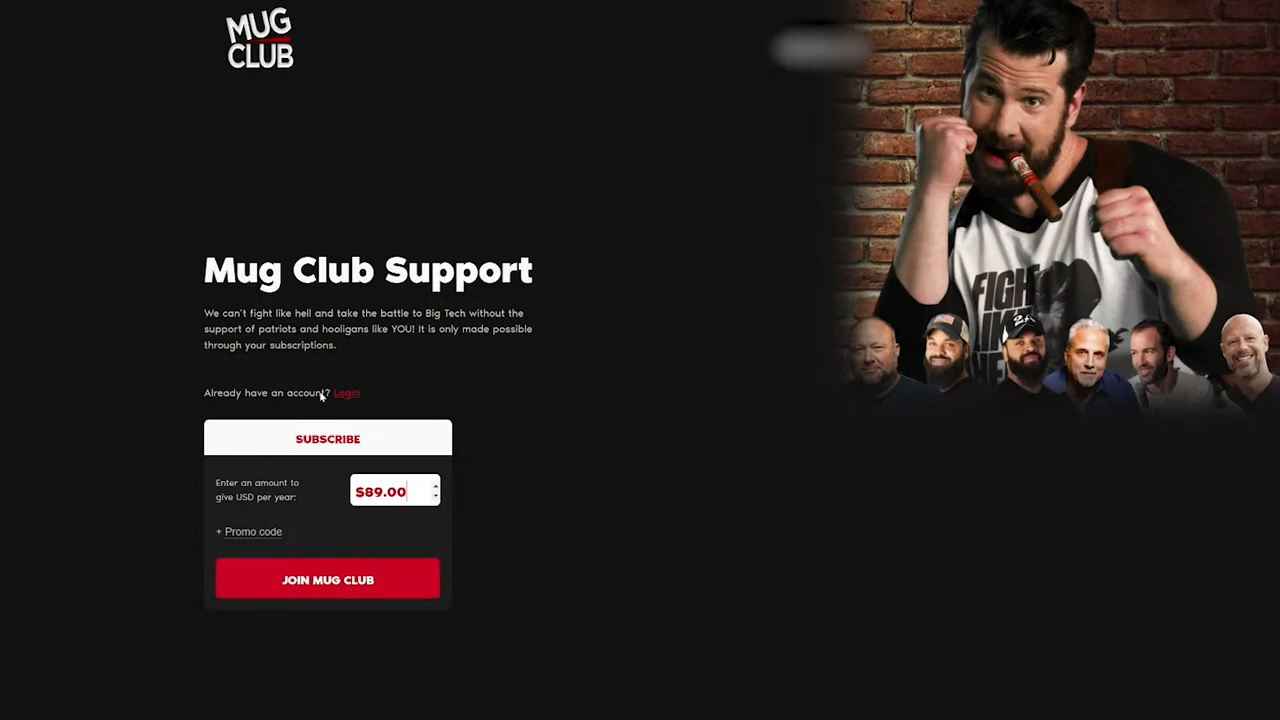 MUG
CLUB
Mug Club Support
We can't fight like hell and take the battle to Big Tech without the
support of patriots and hooligans like YOU! It is only made possible
through your subscriptions.
Already have an account? Login
SUBSCRIBE
Enter an amount to
give USD per year:
$89.00
+ Promo code
JOIN MUG CLUB
FIGHT
LIKE